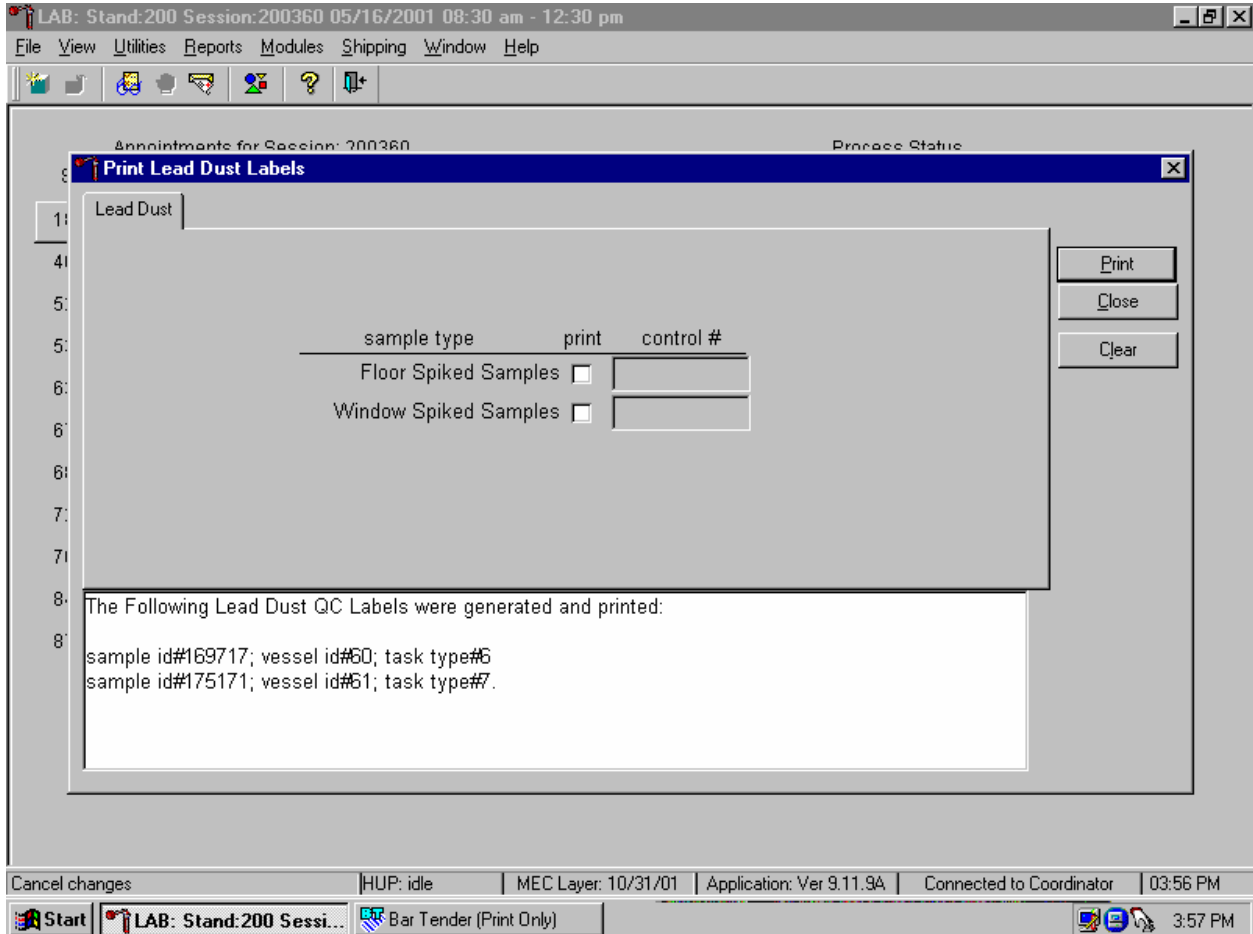 LAB: Stand:200 Session:200360 05/16/2001 08:30 am - 12:30 pm
File View Utilities Reports Modules Shipping Window Help
Appointments for Session: 200360 Process Status
Print Lead Dust Labels
Lead Dust
Print
Close
Clear
sample type print control #
Floor Spiked Samples
Window Spiked Samples
The Following Lead Dust QC Labels were generated and printed:
sample id#169717; vessel id#60; task type#6
sample id#175171; vessel id#61; task type#7.
Cancel changes HUP: idle MEC Layer: 10/31/01 Application: Ver 9.11.9A Connected to Coordinator 03:56 PM
Start LAB: Stand:200 Sessi... Bar Tender (Print Only) 3:57 PM